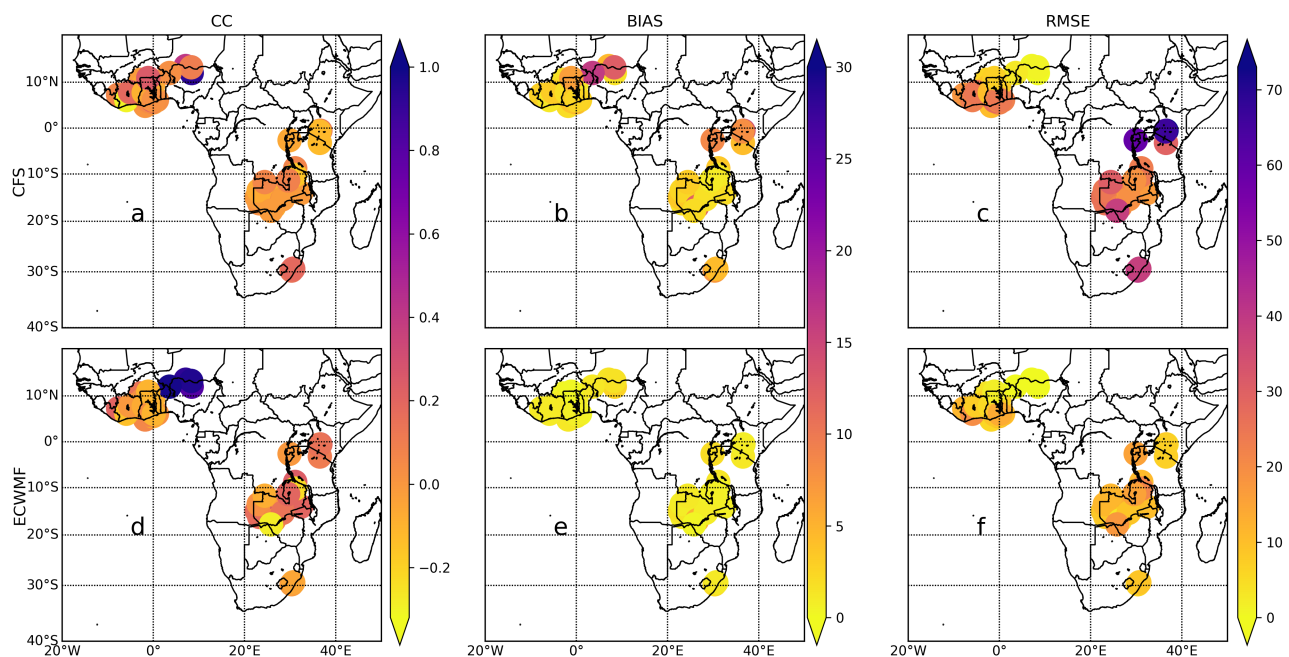 CC
BIAS
RMSE
CFS
10°N
0°
10°S
20°S
30°S
40°S
a
b
c
1.0
0.8
0.6
0.4
0.2
0.0
−0.2
30
25
20
15
10
5
0
70
60
50
40
30
20
10
0
ECWMF
10°N
0°
10°S
20°S
30°S
40°S
d
e
f
20°W
0°
20°E
40°E
20°W
0°
20°E
40°E
20°W
0°
20°E
40°E